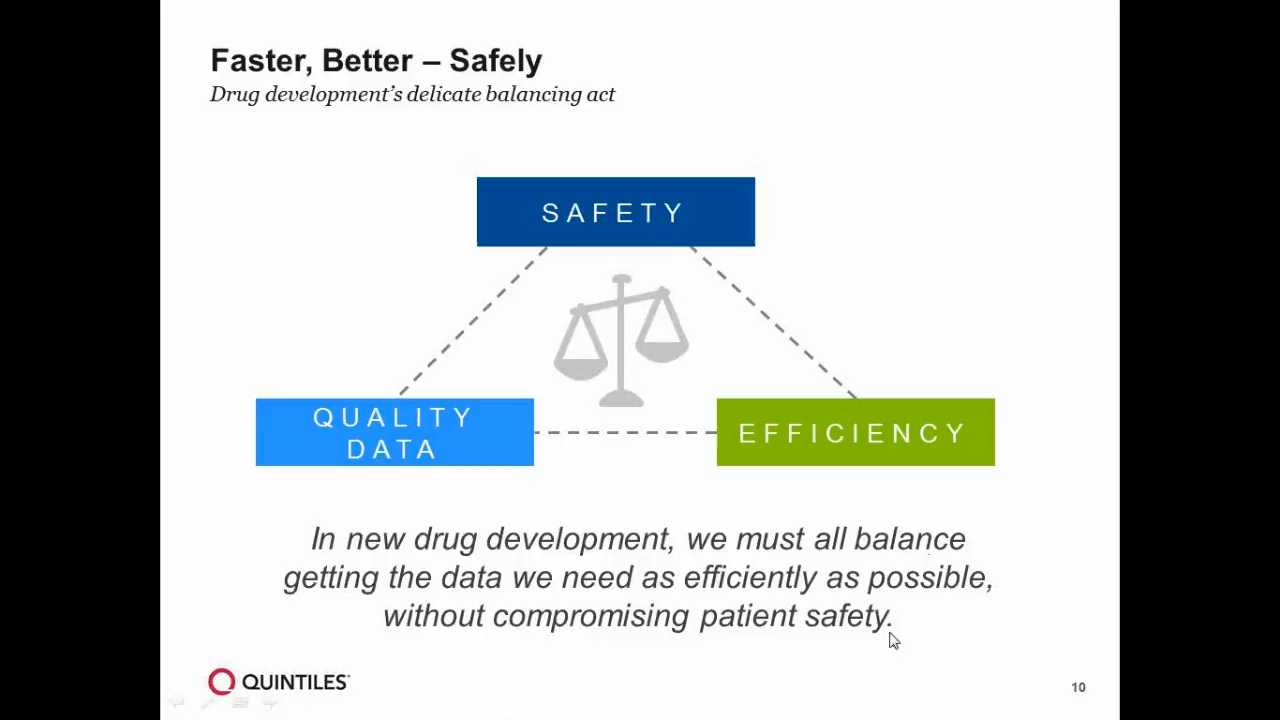 Faster, Better – Safely
Drug development's delicate balancing act
SAFETY
QUALITY
DATA
EFFICIENCY
In new drug development, we must all balance
getting the data we need as efficiently as possible,
without compromising patient safety.
QUINTILES
10